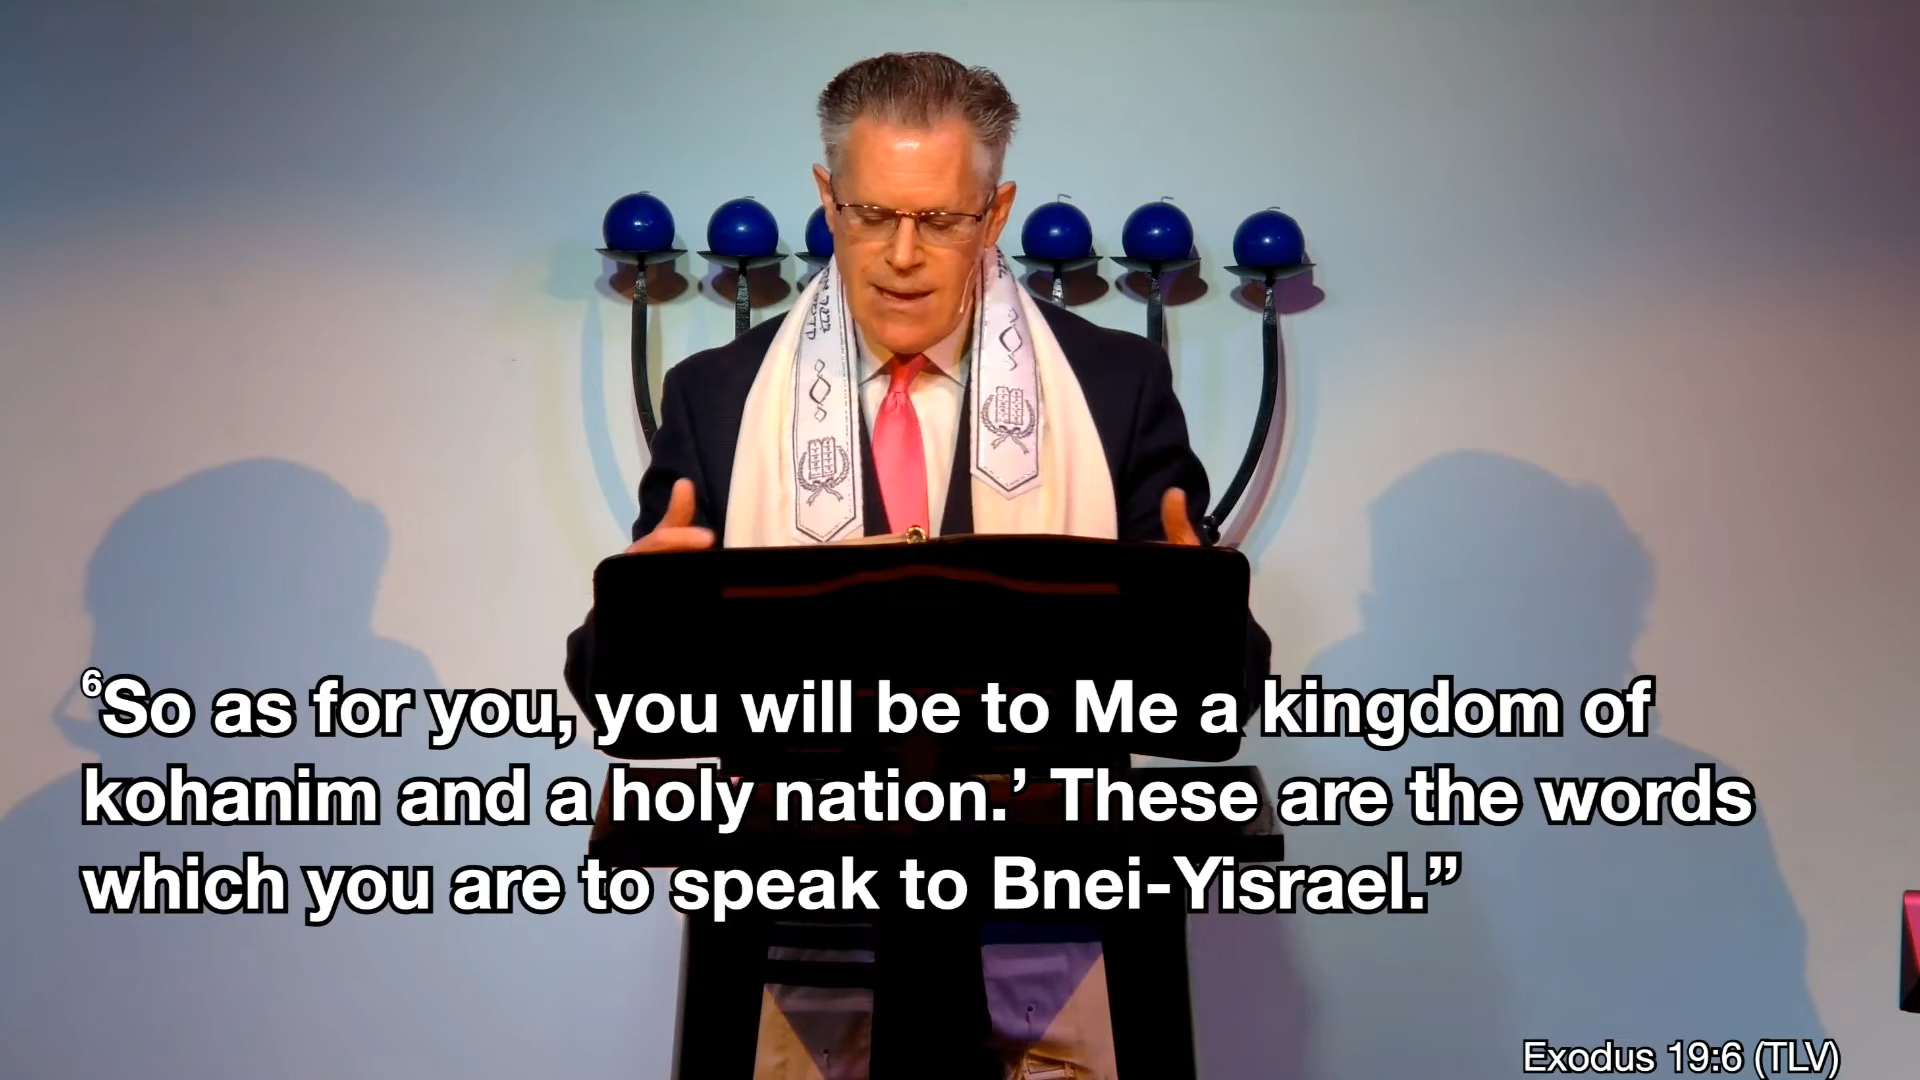 ⁶So as for you, you will be to Me a kingdom of
kohanim and a holy nation.’ These are the words
which you are to speak to Bnei-Yisrael.”
Exodus 19:6 (TLV)